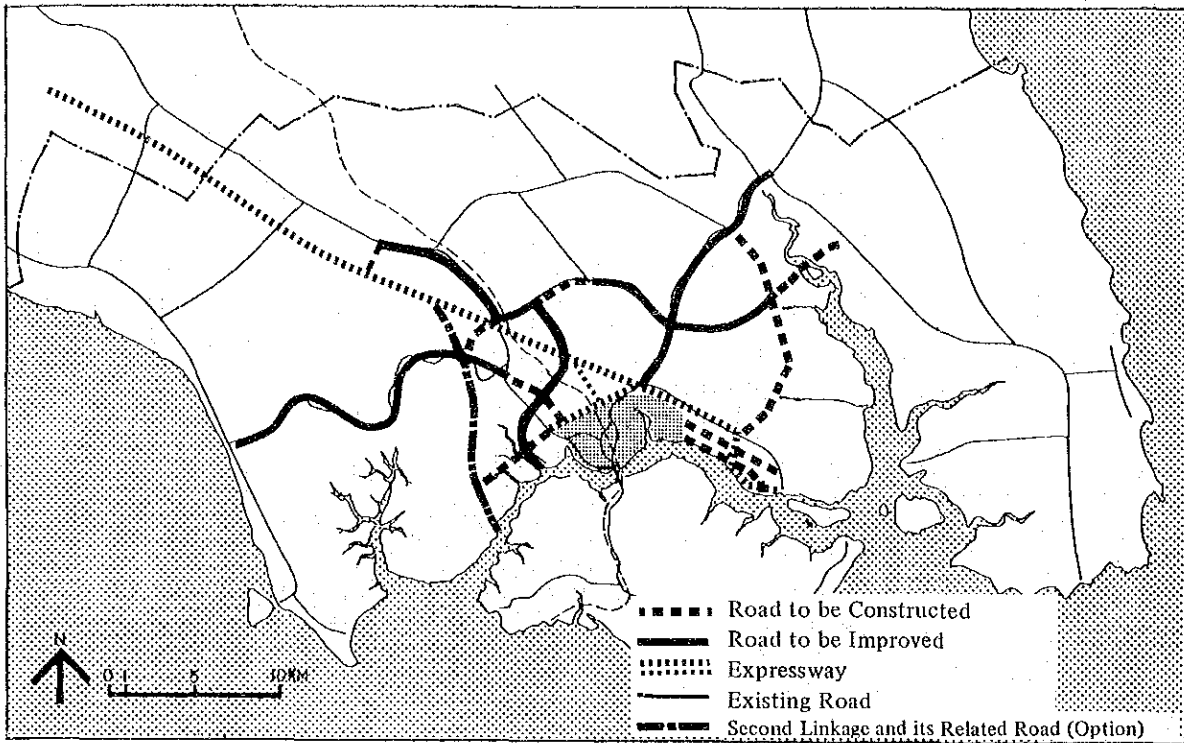 Road to be Constructed
Road to be Improved
Expressway
Existing Road
Second Linkage and its Related Road (Option)
N
0 1 5 10KM